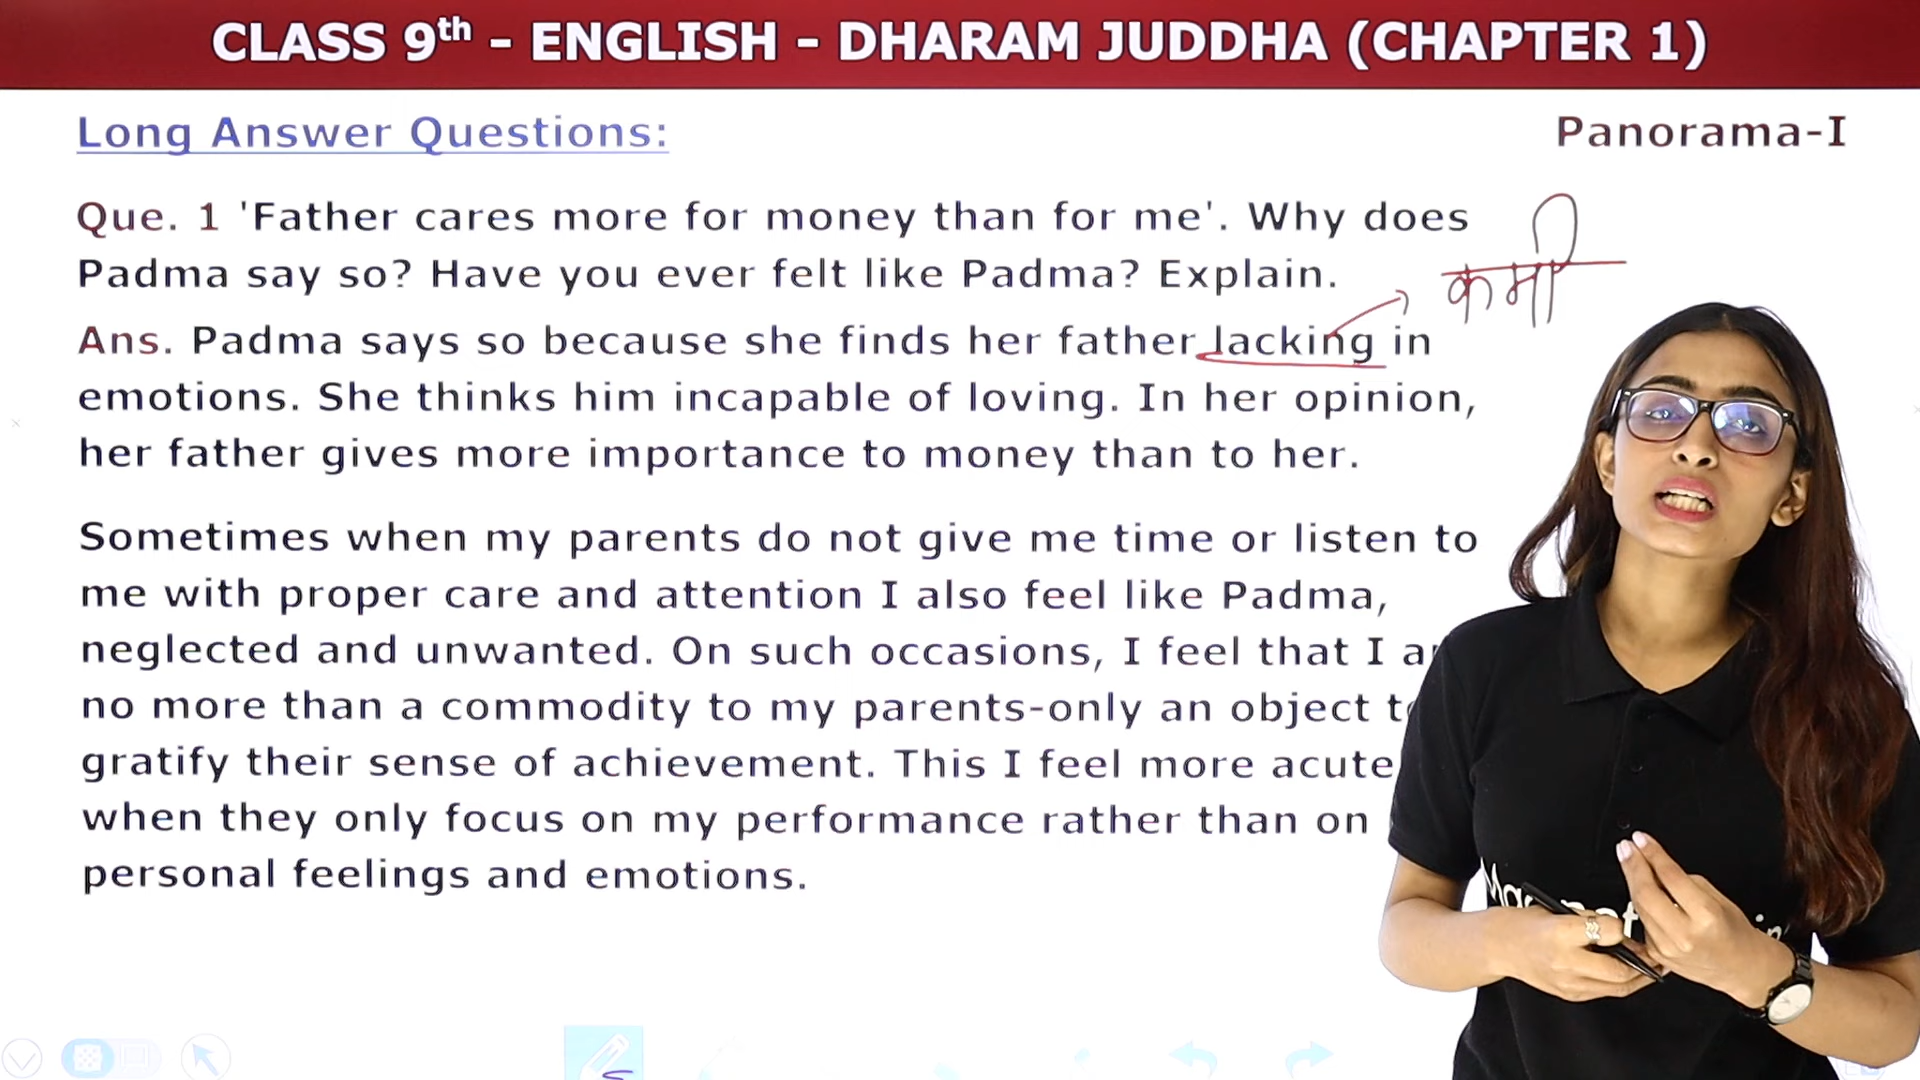 CLASS 9th - ENGLISH - DHARAM JUDDHA (CHAPTER 1)
Long Answer Questions:
Panorama-I
Que. 1 'Father cares more for money than for me'. Why does
Padma say so? Have you ever felt like Padma? Explain.
कमी
Ans. Padma says so because she finds her father lacking in
emotions. She thinks him incapable of loving. In her opinion,
her father gives more importance to money than to her.
Sometimes when my parents do not give me time or listen to
me with proper care and attention I also feel like Padma,
neglected and unwanted. On such occasions, I feel that I
no more than a commodity to my parents-only an object
gratify their sense of achievement. This I feel more acute
when they only focus on my performance rather than on
personal feelings and emotions.